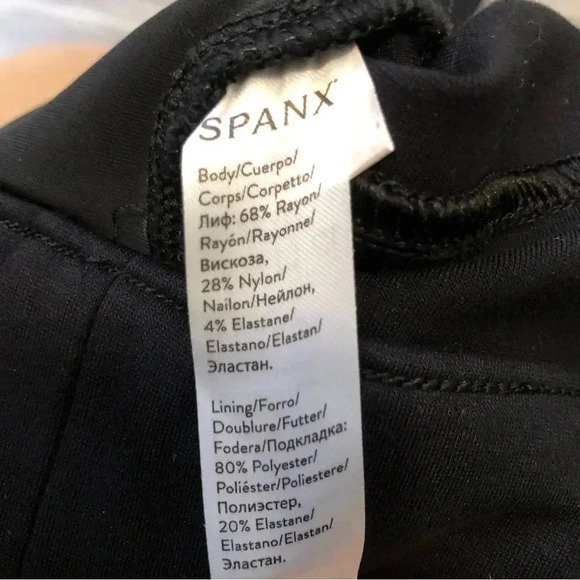 SPANX
Body/Cuerpo/
Corps/Corpetto/
Лиф: 68% Rayon/
Rayón/Rayonne/
Вискоза,
28% Nylon/
Nailon/Нейлон,
4% Elastane/
Elastano/Elastan/
Эластан.
Lining/Forro/
Doublure/Futter/
Fodera/Подкладка:
80% Polyester/
Poliéster/Poliestere/
Полиэстер,
20% Elastane/
Elastano/Elastan/
Эластан.